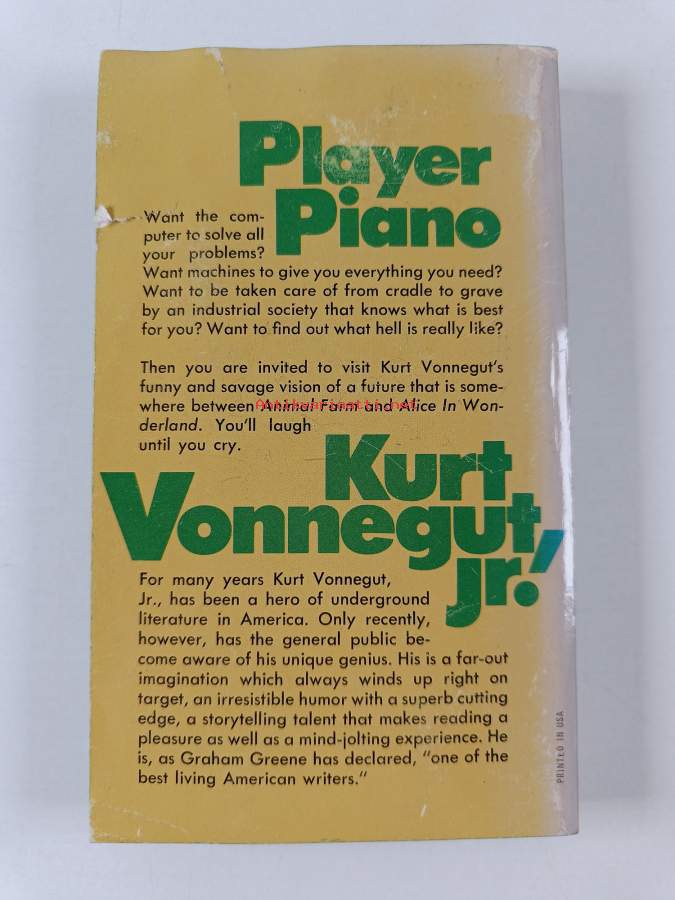 Player
Piano
Want the com-
puter to solve all
your problems?
Want machines to give you everything you need?
Want to be taken care of from cradle to grave
by an industrial society that knows what is best
for you? Want to find out what hell is really like?
Then you are invited to visit Kurt Vonnegut's
funny and savage vision of a future that is some-
where between Animal Farm and Alice In Won-
derland. You'll laugh
until you cry.
Kurt
Vonnegut,
Jr.!
For many years Kurt Vonnegut,
Jr., has been a hero of underground
literature in America. Only recently,
however, has the general public be-
come aware of his unique genius. His is a far-out
imagination which always winds up right on
target, an irresistible humor with a superb cutting
edge, a storytelling talent that makes reading a
pleasure as well as a mind-jolting experience. He
is, as Graham Greene has declared, "one of the
best living American writers."
PRINTED IN USA